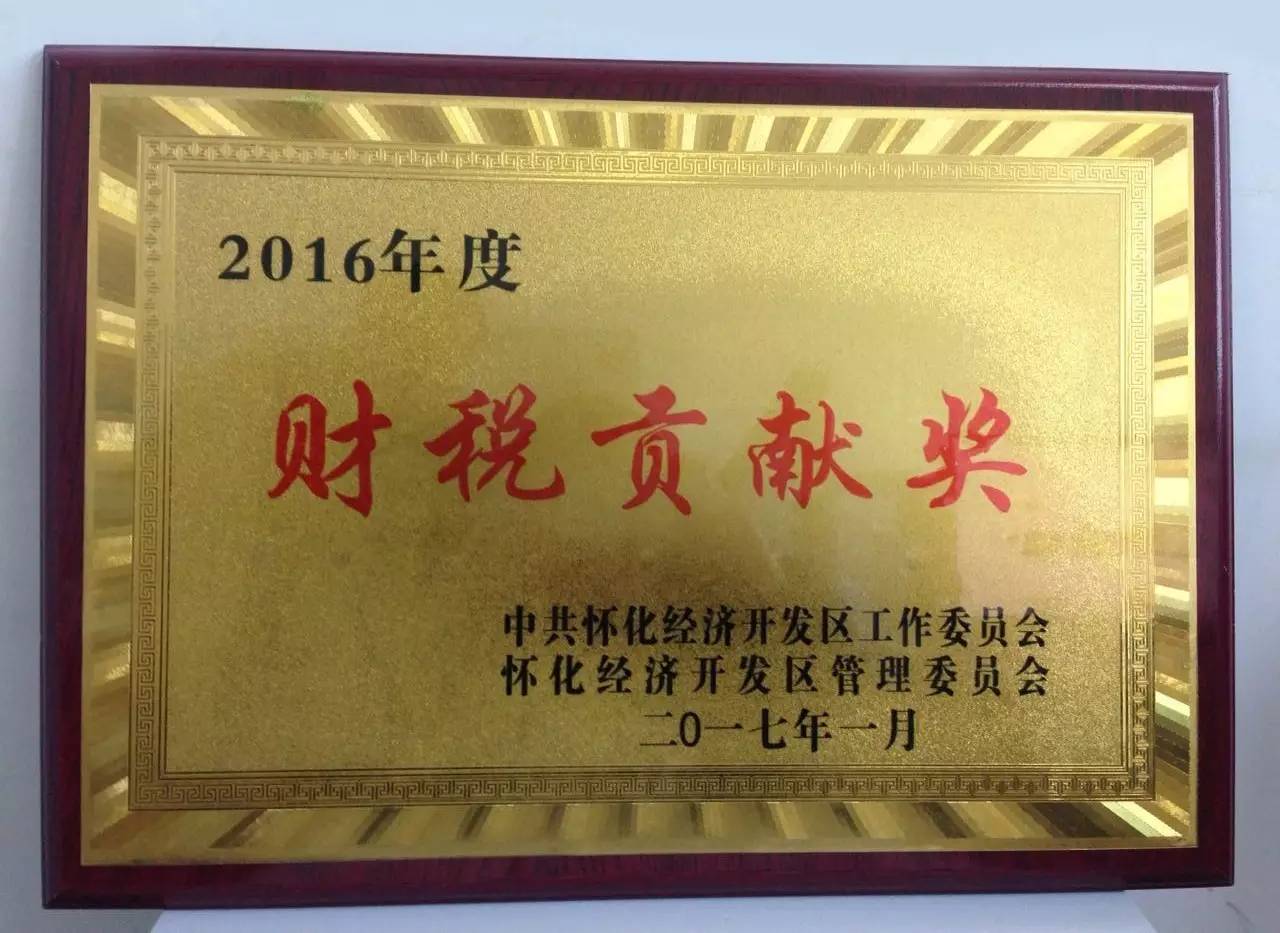 2016年度
财税贡献奖
中共怀化经济开发区工作委员会
怀化经济开发区管理委员会
二0一七年一月